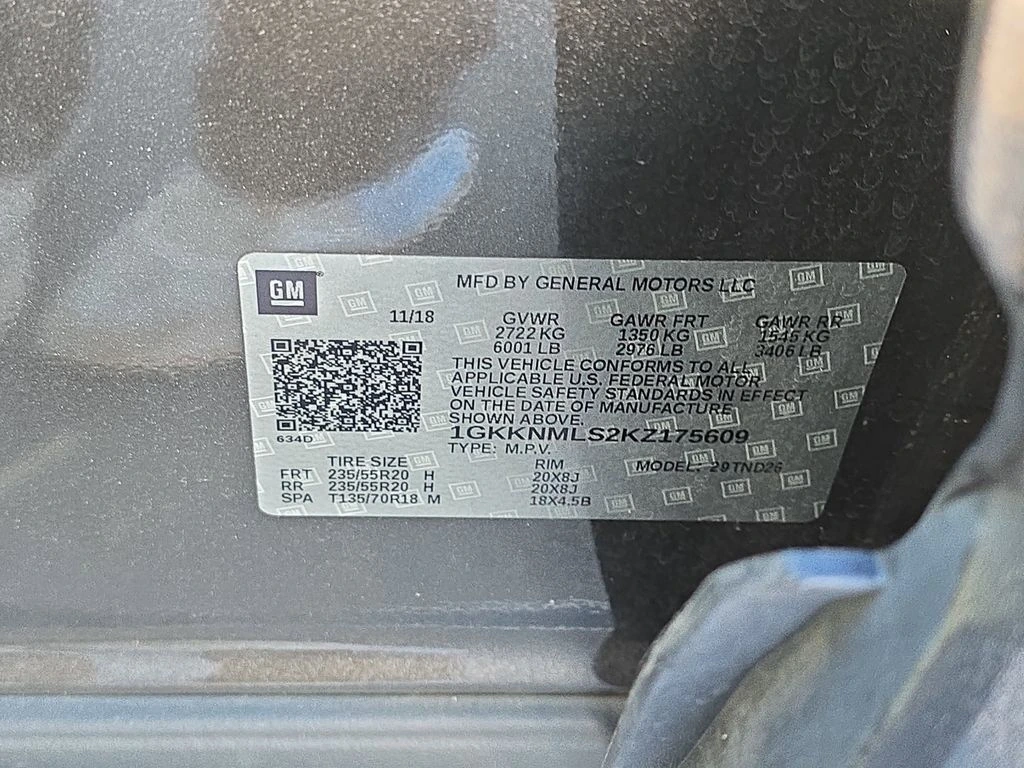 GM
MFD BY GENERAL MOTORS LLC
11/18
GVWR GAWR FRT GAWR RR
2722 KG 1350 KG 1545 KG
6001 LB 2976 LB 3406 LB
THIS VEHICLE CONFORMS TO ALL
APPLICABLE U.S. FEDERAL MOTOR
VEHICLE SAFETY STANDARDS IN EFFECT
ON THE DATE OF MANUFACTURE
SHOWN ABOVE.
634D
1GKKNMLS2KZ175609
TYPE: M.P.V. MODEL: 29TND26
TIRE SIZE RIM
FRT 235/55R20 H 20X8J
RR 235/55R20 H 20X8J
SPA T135/70R18 M 18X4.5B